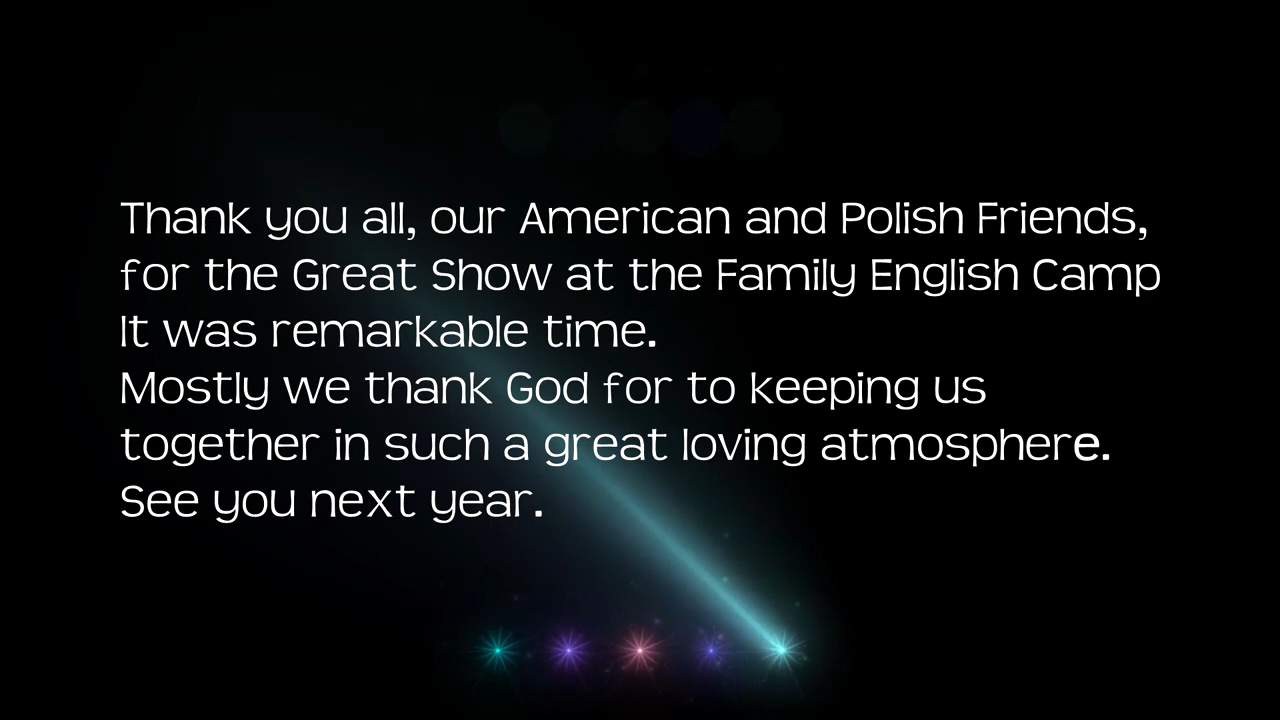 Thank you all, our American and Polish Friends,
for the Great Show at the Family English Camp
It was remarkable time.
Mostly we thank God for to keeping us
together in such a great loving atmosphere.
See you next year.